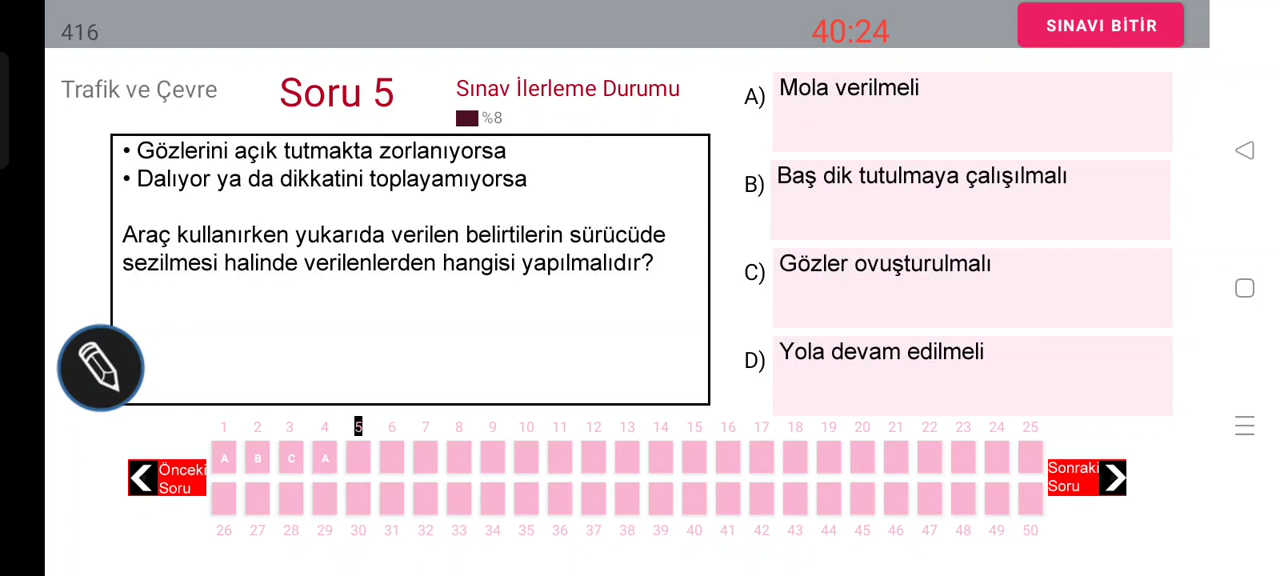 416
40:24
SINAVI BİTİR
Trafik ve Çevre
Soru 5
Sınav İlerleme Durumu
%8
• Gözlerini açık tutmakta zorlanıyorsa
• Dalıyor ya da dikkatini toplayamıyorsa
Araç kullanırken yukarıda verilen belirtilerin sürücüde
sezilmesi halinde verilenlerden hangisi yapılmalıdır?
A) Mola verilmeli
B) Baş dik tutulmaya çalışılmalı
C) Gözler ovuşturulmalı
D) Yola devam edilmeli
1 2 3 4 5 6 7 8 9 10 11 12 13 14 15 16 17 18 19 20 21 22 23 24 25
A B C A
Önceki
Soru
Sonraki
Soru
26 27 28 29 30 31 32 33 34 35 36 37 38 39 40 41 42 43 44 45 46 47 48 49 50